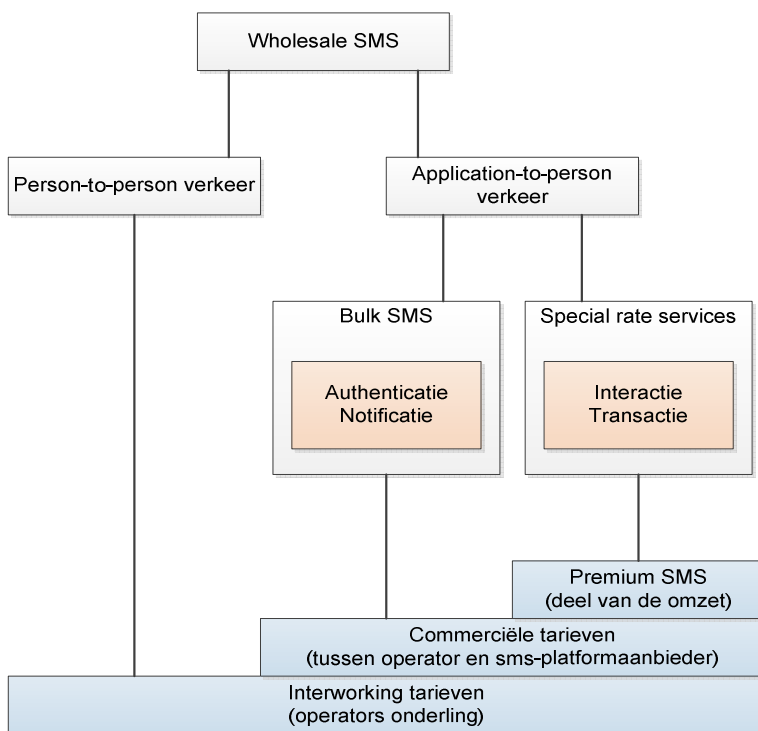 Wholesale SMS
Person-to-person verkeer
Application-to-person
verkeer
Bulk SMS
Authenticatie
Notificatie
Special rate services
Interactie
Transactie
Premium SMS
(deel van de omzet)
Commerciële tarieven
(tussen operator en sms-platformaanbieder)
Interworking tarieven
(operators onderling)